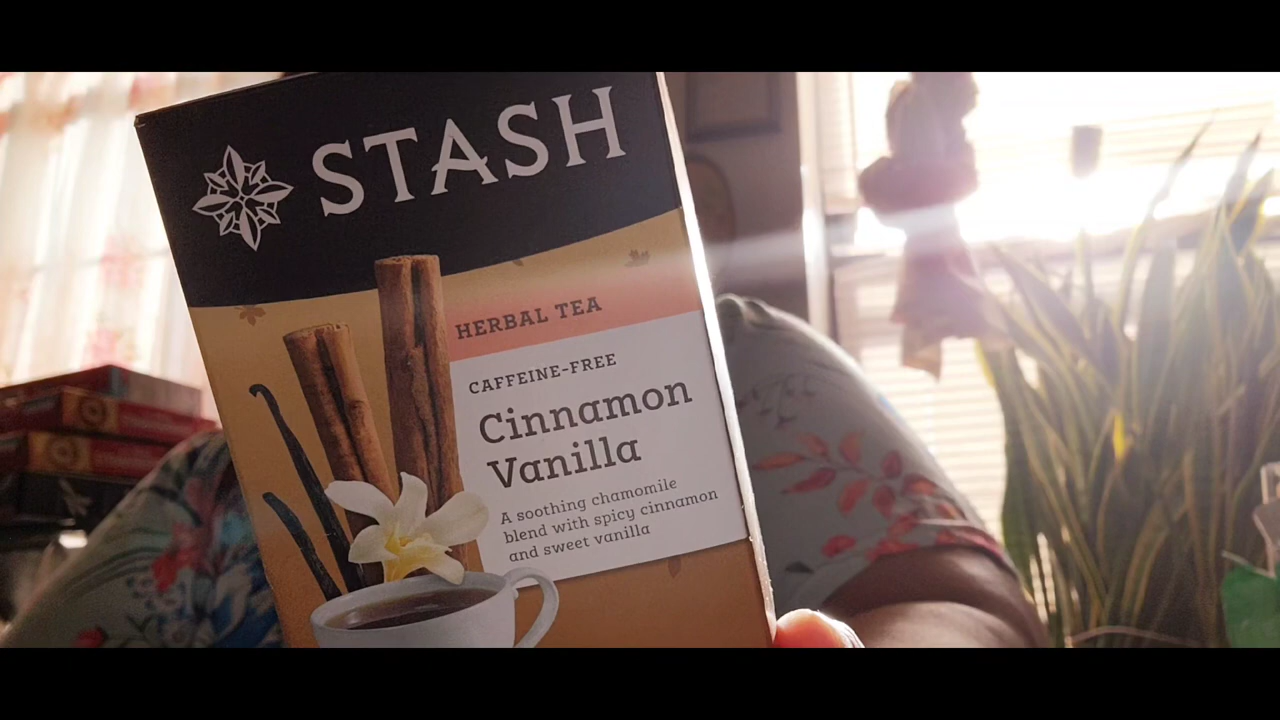 STASH
HERBAL TEA
CAFFEINE-FREE
Cinnamon
Vanilla
A soothing chamomile
blend with spicy cinnamon
and sweet vanilla